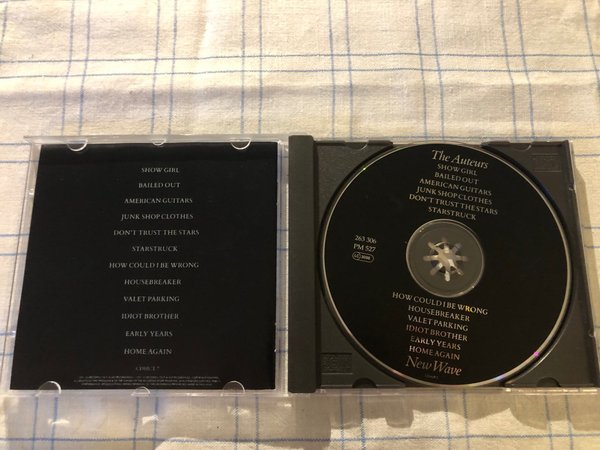 SHOW GIRL
BAILED OUT
AMERICAN GUITARS
JUNK SHOP CLOTHES
DON'T TRUST THE STARS
STARSTRUCK
HOW COULD I BE WRONG
HOUSEBREAKER
VALET PARKING
IDIOT BROTHER
EARLY YEARS
HOME AGAIN
CDHUT 7
The Auteurs
SHOW GIRL
BAILED OUT
AMERICAN GUITARS
JUNK SHOP CLOTHES
DON'T TRUST THE STARS
STARSTRUCK
263 306
PM 527
HOW COULD I BE WRONG
HOUSEBREAKER
VALET PARKING
IDIOT BROTHER
EARLY YEARS
HOME AGAIN
New Wave